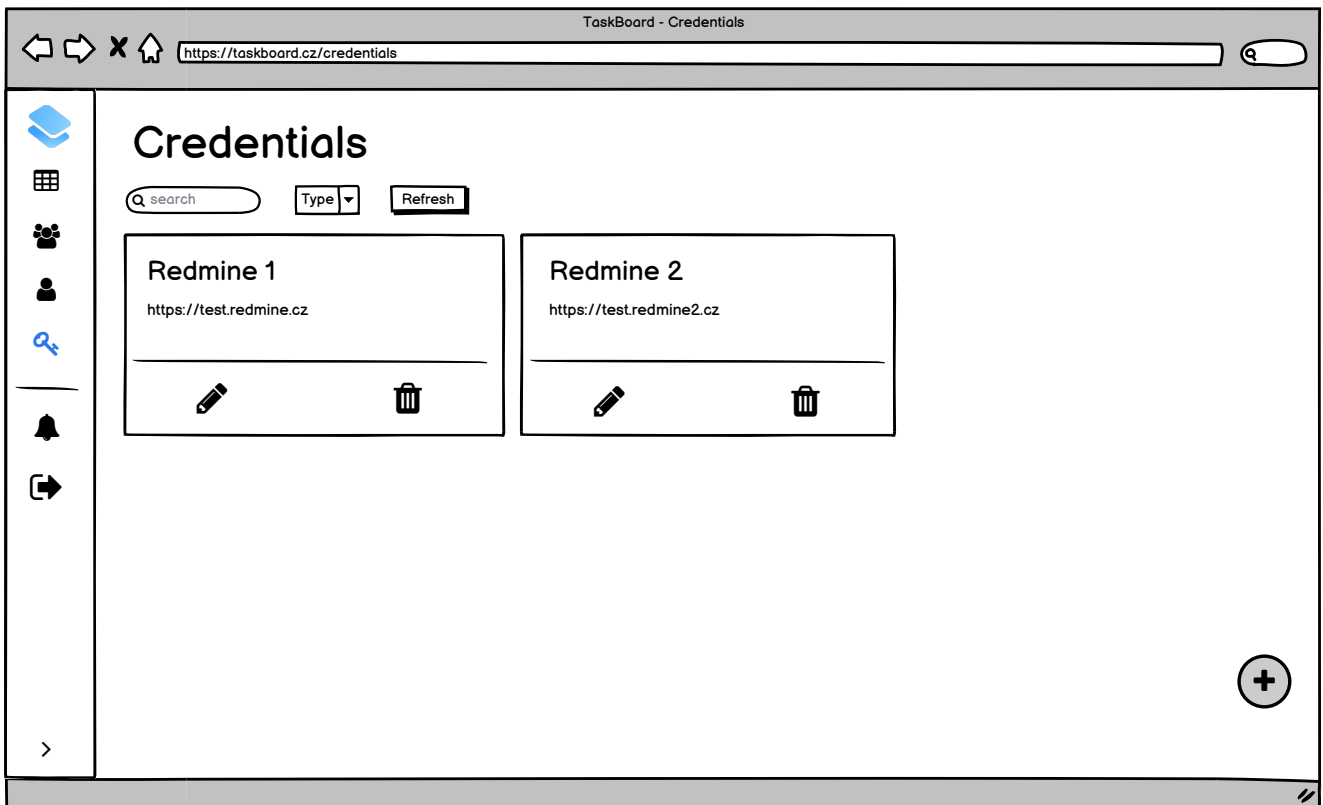 TaskBoard - Credentials
https://taskboard.cz/credentials
Credentials
search
Type
Refresh
Redmine 1
https://test.redmine.cz
Redmine 2
https://test.redmine2.cz